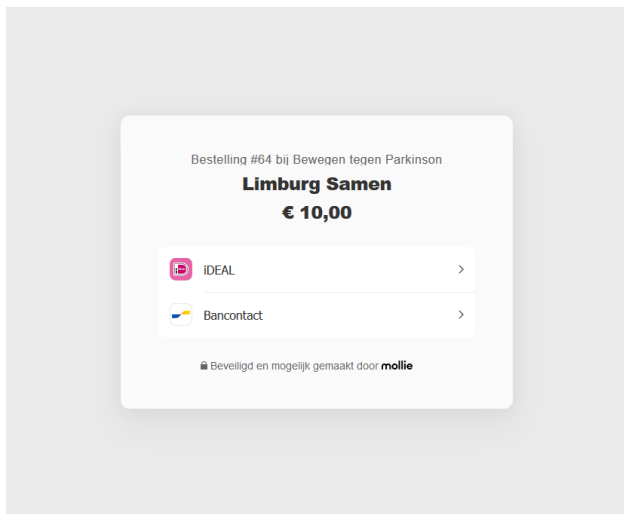 Bestelling #64 bij Bewegen tegen Parkinson
Limburg Samen
€ 10,00
iDEAL
Bancontact
Beveiligd en mogelijk gemaakt door mollie